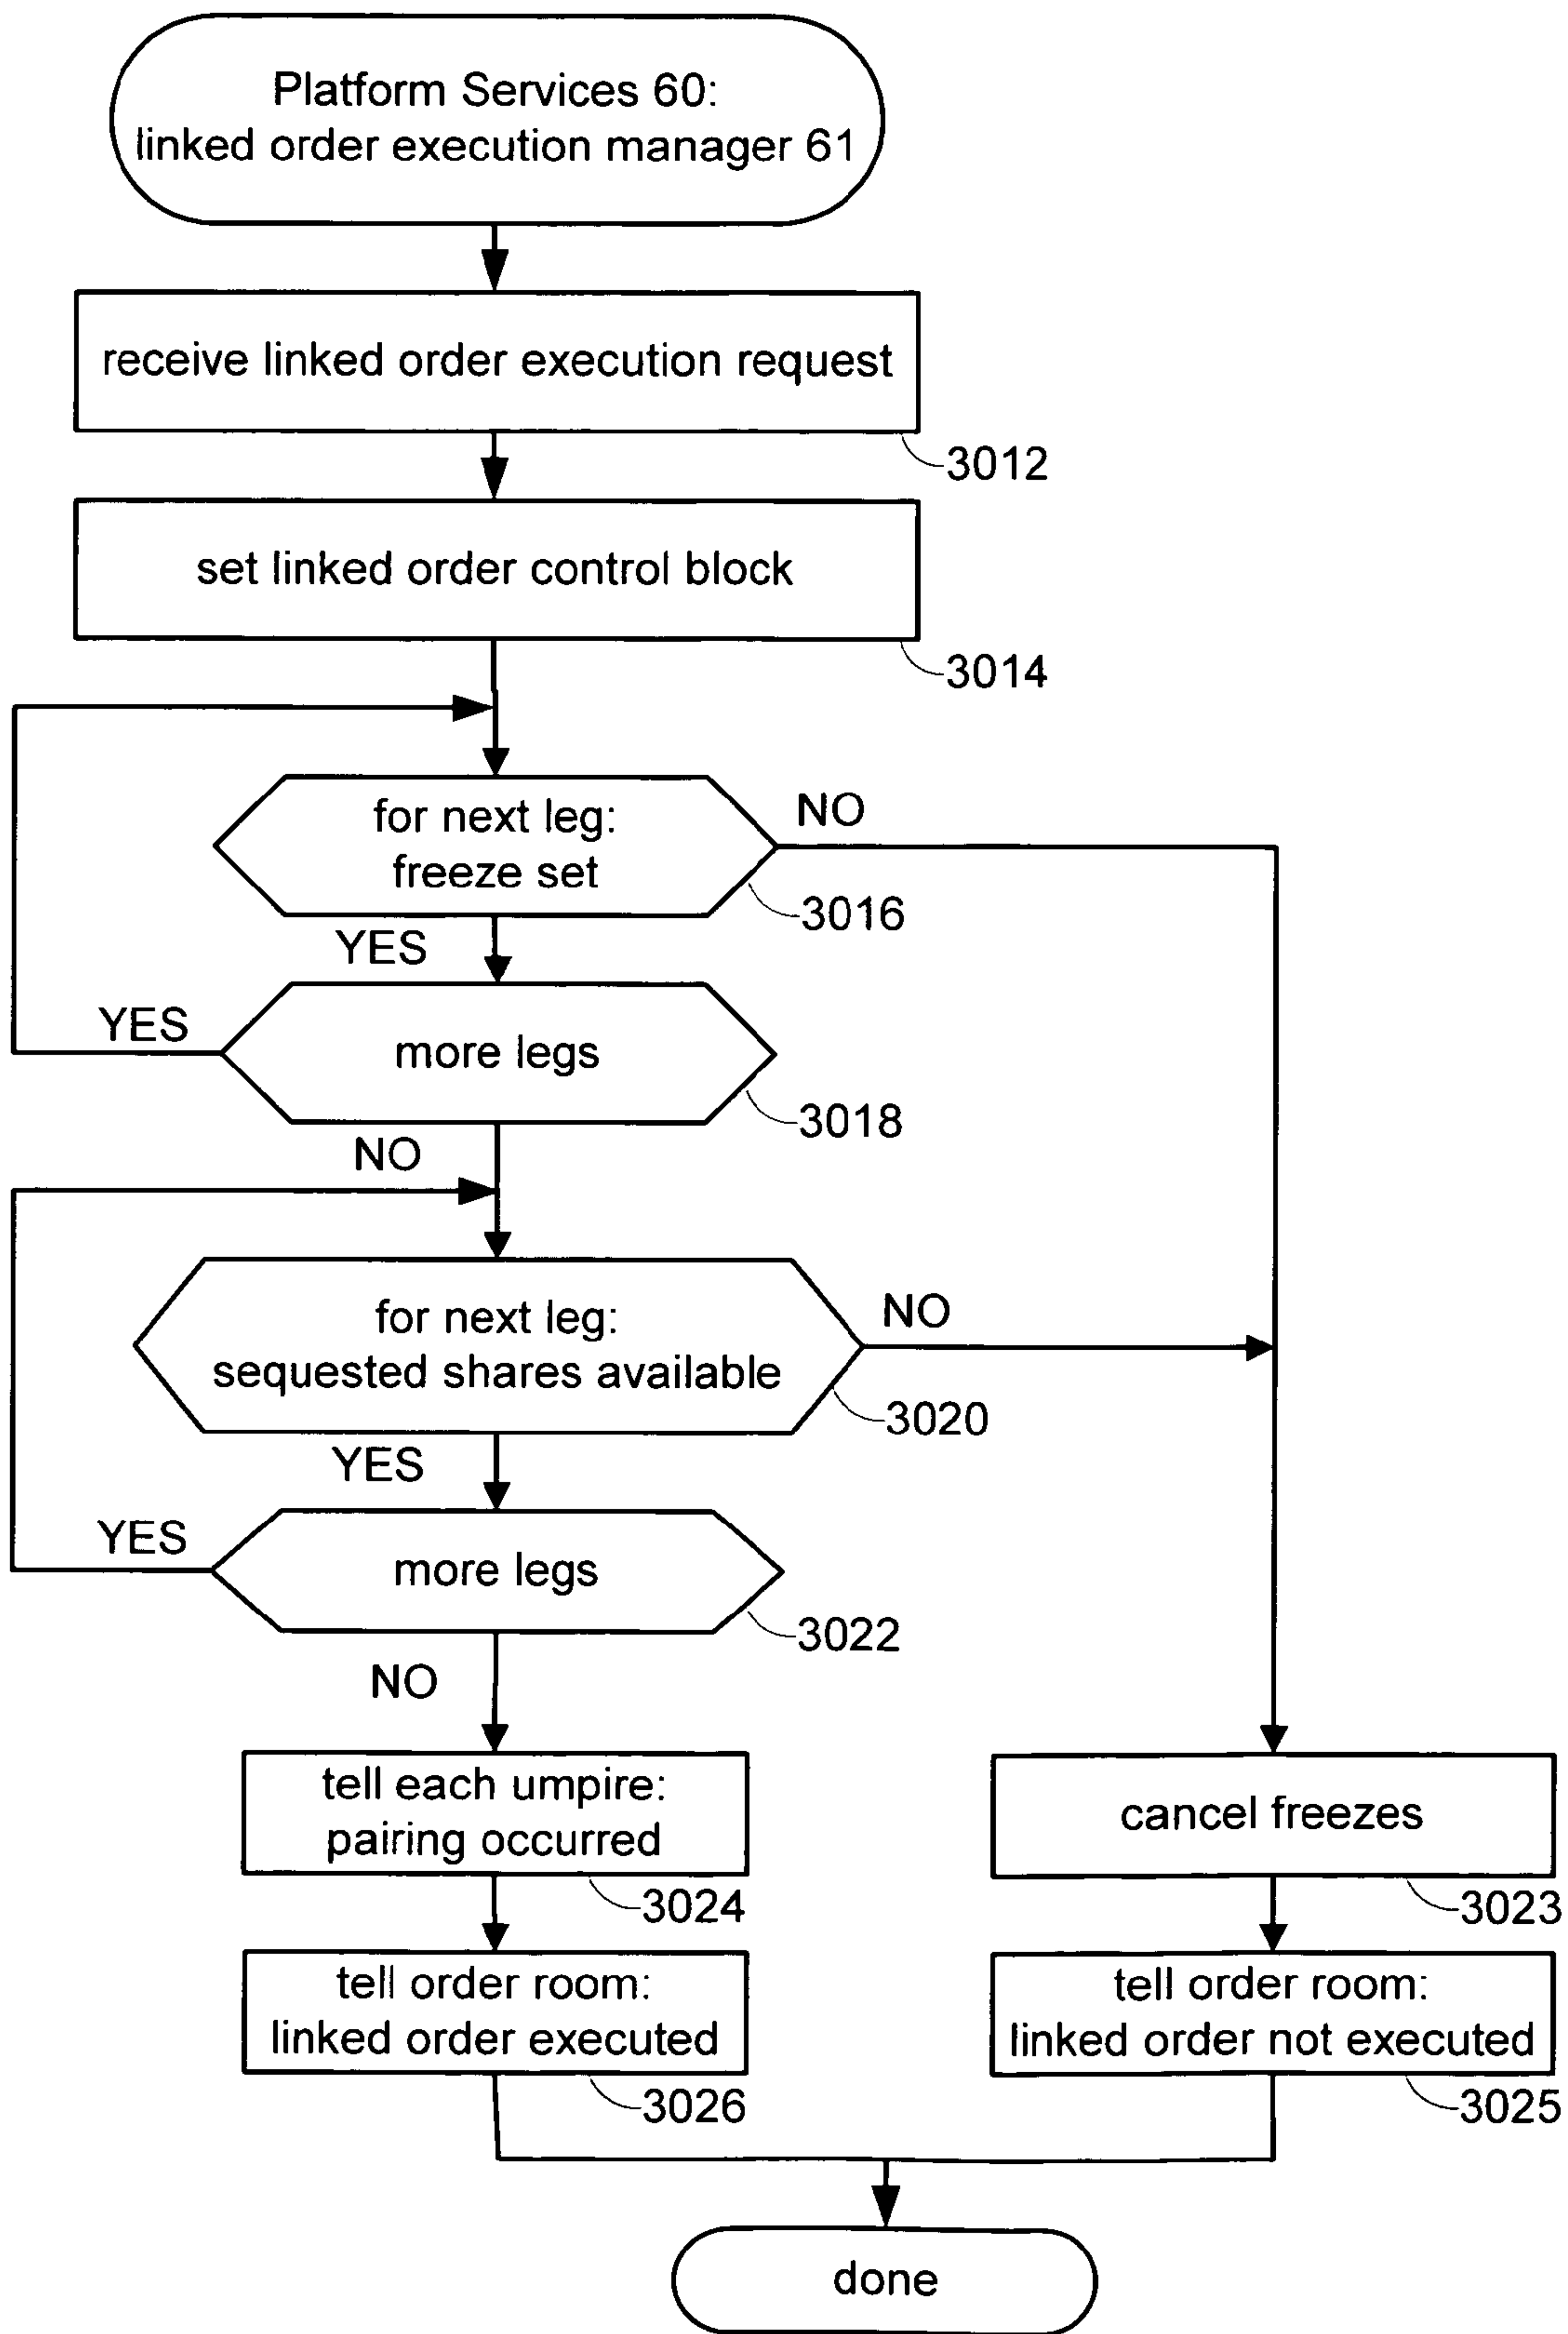 Platform Services 60:
linked order execution manager 61
receive linked order execution request
3012
set linked order control block
3014
for next leg:
freeze set
NO
3016
YES
more legs
YES
3018
NO
for next leg:
sequested shares available
NO
3020
YES
more legs
YES
3022
NO
tell each umpire:
pairing occurred
3024
cancel freezes
3023
tell order room:
linked order executed
3026
tell order room:
linked order not executed
3025
done